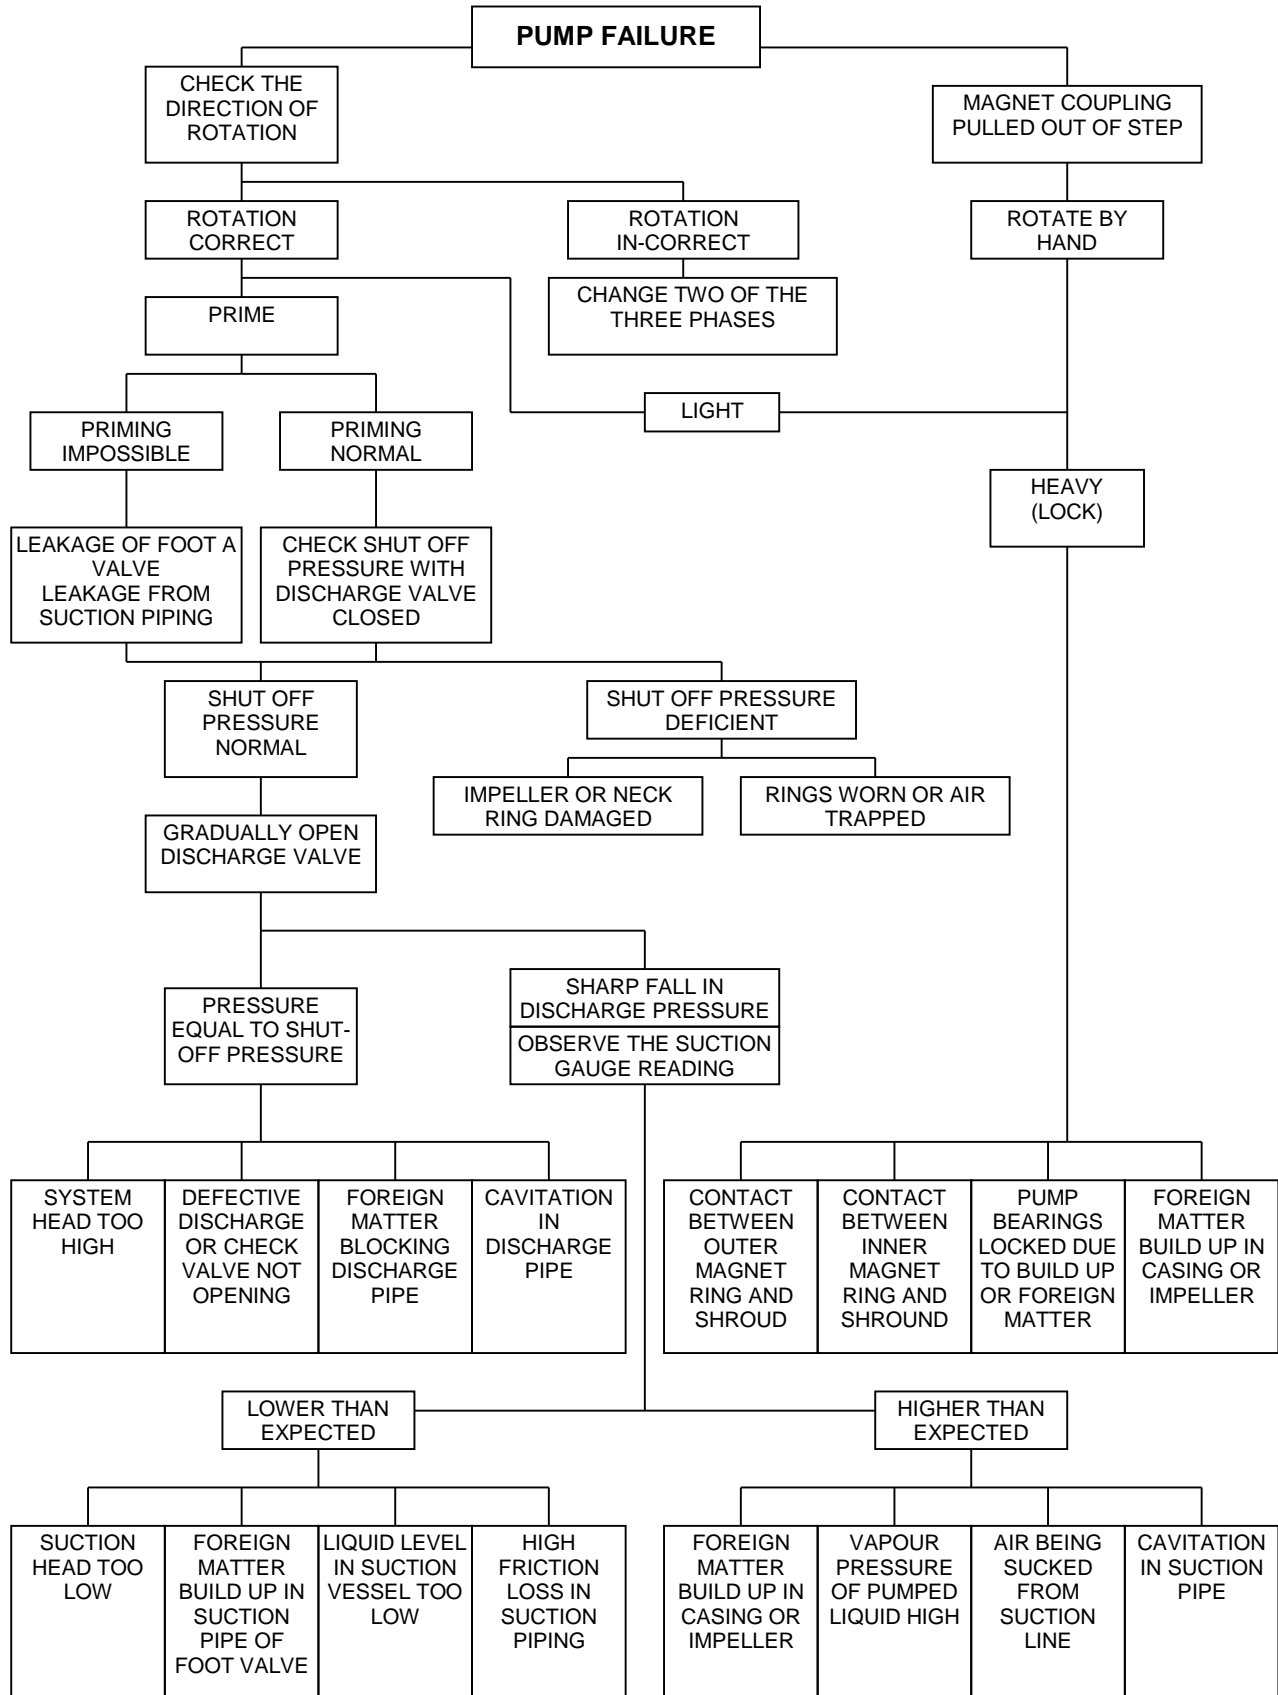 PUMP FAILURE
CHECK THE
DIRECTION OF
ROTATION
MAGNET COUPLING
PULLED OUT OF STEP
ROTATION
CORRECT
ROTATION
IN-CORRECT
ROTATE BY
HAND
PRIME
CHANGE TWO OF THE
THREE PHASES
LIGHT
PRIMING
IMPOSSIBLE
PRIMING
NORMAL
HEAVY
(LOCK)
LEAKAGE OF FOOT A
VALVE
LEAKAGE FROM
SUCTION PIPING
CHECK SHUT OFF
PRESSURE WITH
DISCHARGE VALVE
CLOSED
SHUT OFF
PRESSURE
NORMAL
SHUT OFF PRESSURE
DEFICIENT
IMPELLER OR NECK
RING DAMAGED
RINGS WORN OR AIR
TRAPPED
GRADUALLY OPEN
DISCHARGE VALVE
PRESSURE
EQUAL TO SHUT-
OFF PRESSURE
SHARP FALL IN
DISCHARGE PRESSURE
OBSERVE THE SUCTION
GAUGE READING
SYSTEM
HEAD TOO
HIGH
DEFECTIVE
DISCHARGE
OR CHECK
VALVE NOT
OPENING
FOREIGN
MATTER
BLOCKING
DISCHARGE
PIPE
CAVITATION
IN
DISCHARGE
PIPE
CONTACT
BETWEEN
OUTER
MAGNET
RING AND
SHROUD
CONTACT
BETWEEN
INNER
MAGNET
RING AND
SHROUND
PUMP
BEARINGS
LOCKED DUE
TO BUILD UP
OR FOREIGN
MATTER
FOREIGN
MATTER
BUILD UP IN
CASING OR
IMPELLER
LOWER THAN
EXPECTED
HIGHER THAN
EXPECTED
SUCTION
HEAD TOO
LOW
FOREIGN
MATTER
BUILD UP IN
SUCTION
PIPE OF
FOOT VALVE
LIQUID LEVEL
IN SUCTION
VESSEL TOO
LOW
HIGH
FRICTION
LOSS IN
SUCTION
PIPING
FOREIGN
MATTER
BUILD UP IN
CASING OR
IMPELLER
VAPOUR
PRESSURE
OF PUMPED
LIQUID HIGH
AIR BEING
SUCKED
FROM
SUCTION
LINE
CAVITATION
IN SUCTION
PIPE